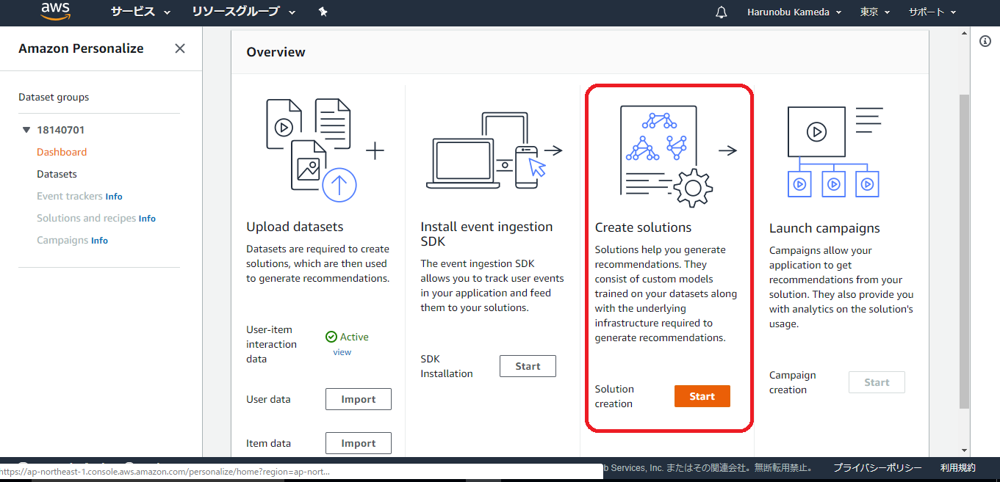 aws
サービス
リソースグループ
Harunobu Kameda
東京
サポート
Amazon Personalize
Dataset groups
18140701
Dashboard
Datasets
Event trackers Info
Solutions and recipes Info
Campaigns Info
Overview
Upload datasets
Datasets are required to create
solutions, which are then used
to generate recommendations.
User-item
interaction
data
Active
view
User data
Import
Item data
Import
Install event ingestion
SDK
The event ingestion SDK
allows you to track user events
in your application and feed
them to your solutions.
SDK
Installation
Start
Create solutions
Solutions help you generate
recommendations. They
consist of custom models
trained on your datasets along
with the underlying
infrastructure required to
generate recommendations.
Solution
creation
Start
Launch campaigns
Campaigns allow your
application to get
recommendations from your
solution. They also provide you
with analytics on the solution's
usage.
Campaign
creation
Start
https://ap-northeast-1.console.aws.amazon.com/personalize/home?region=ap-nort...
b Services, Inc. またはその関連会社。無断転用禁止。
プライバシーポリシー
利用規約